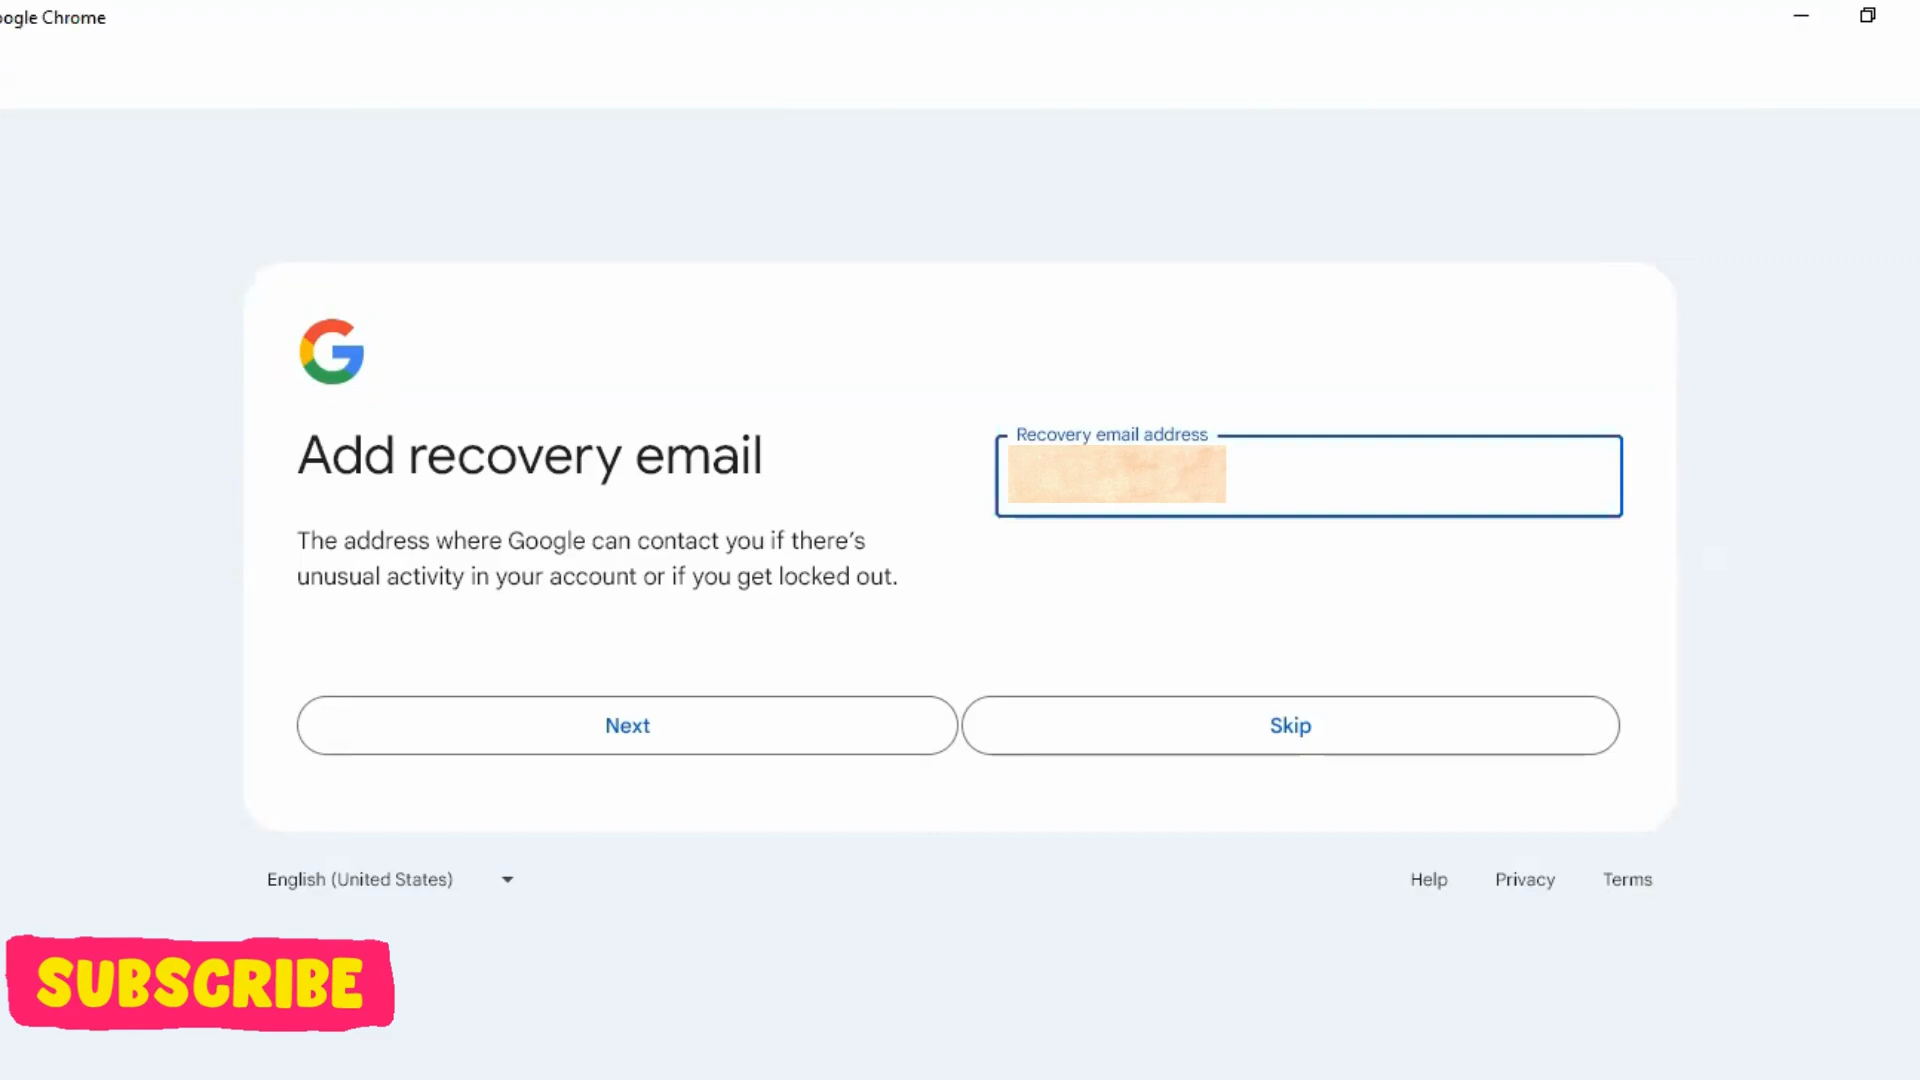 oogle Chrome
Add recovery email
The address where Google can contact you if there's
unusual activity in your account or if you get locked out.
Recovery email address
Next
Skip
English (United States)
Help
Privacy
Terms
SUBSCRIBE